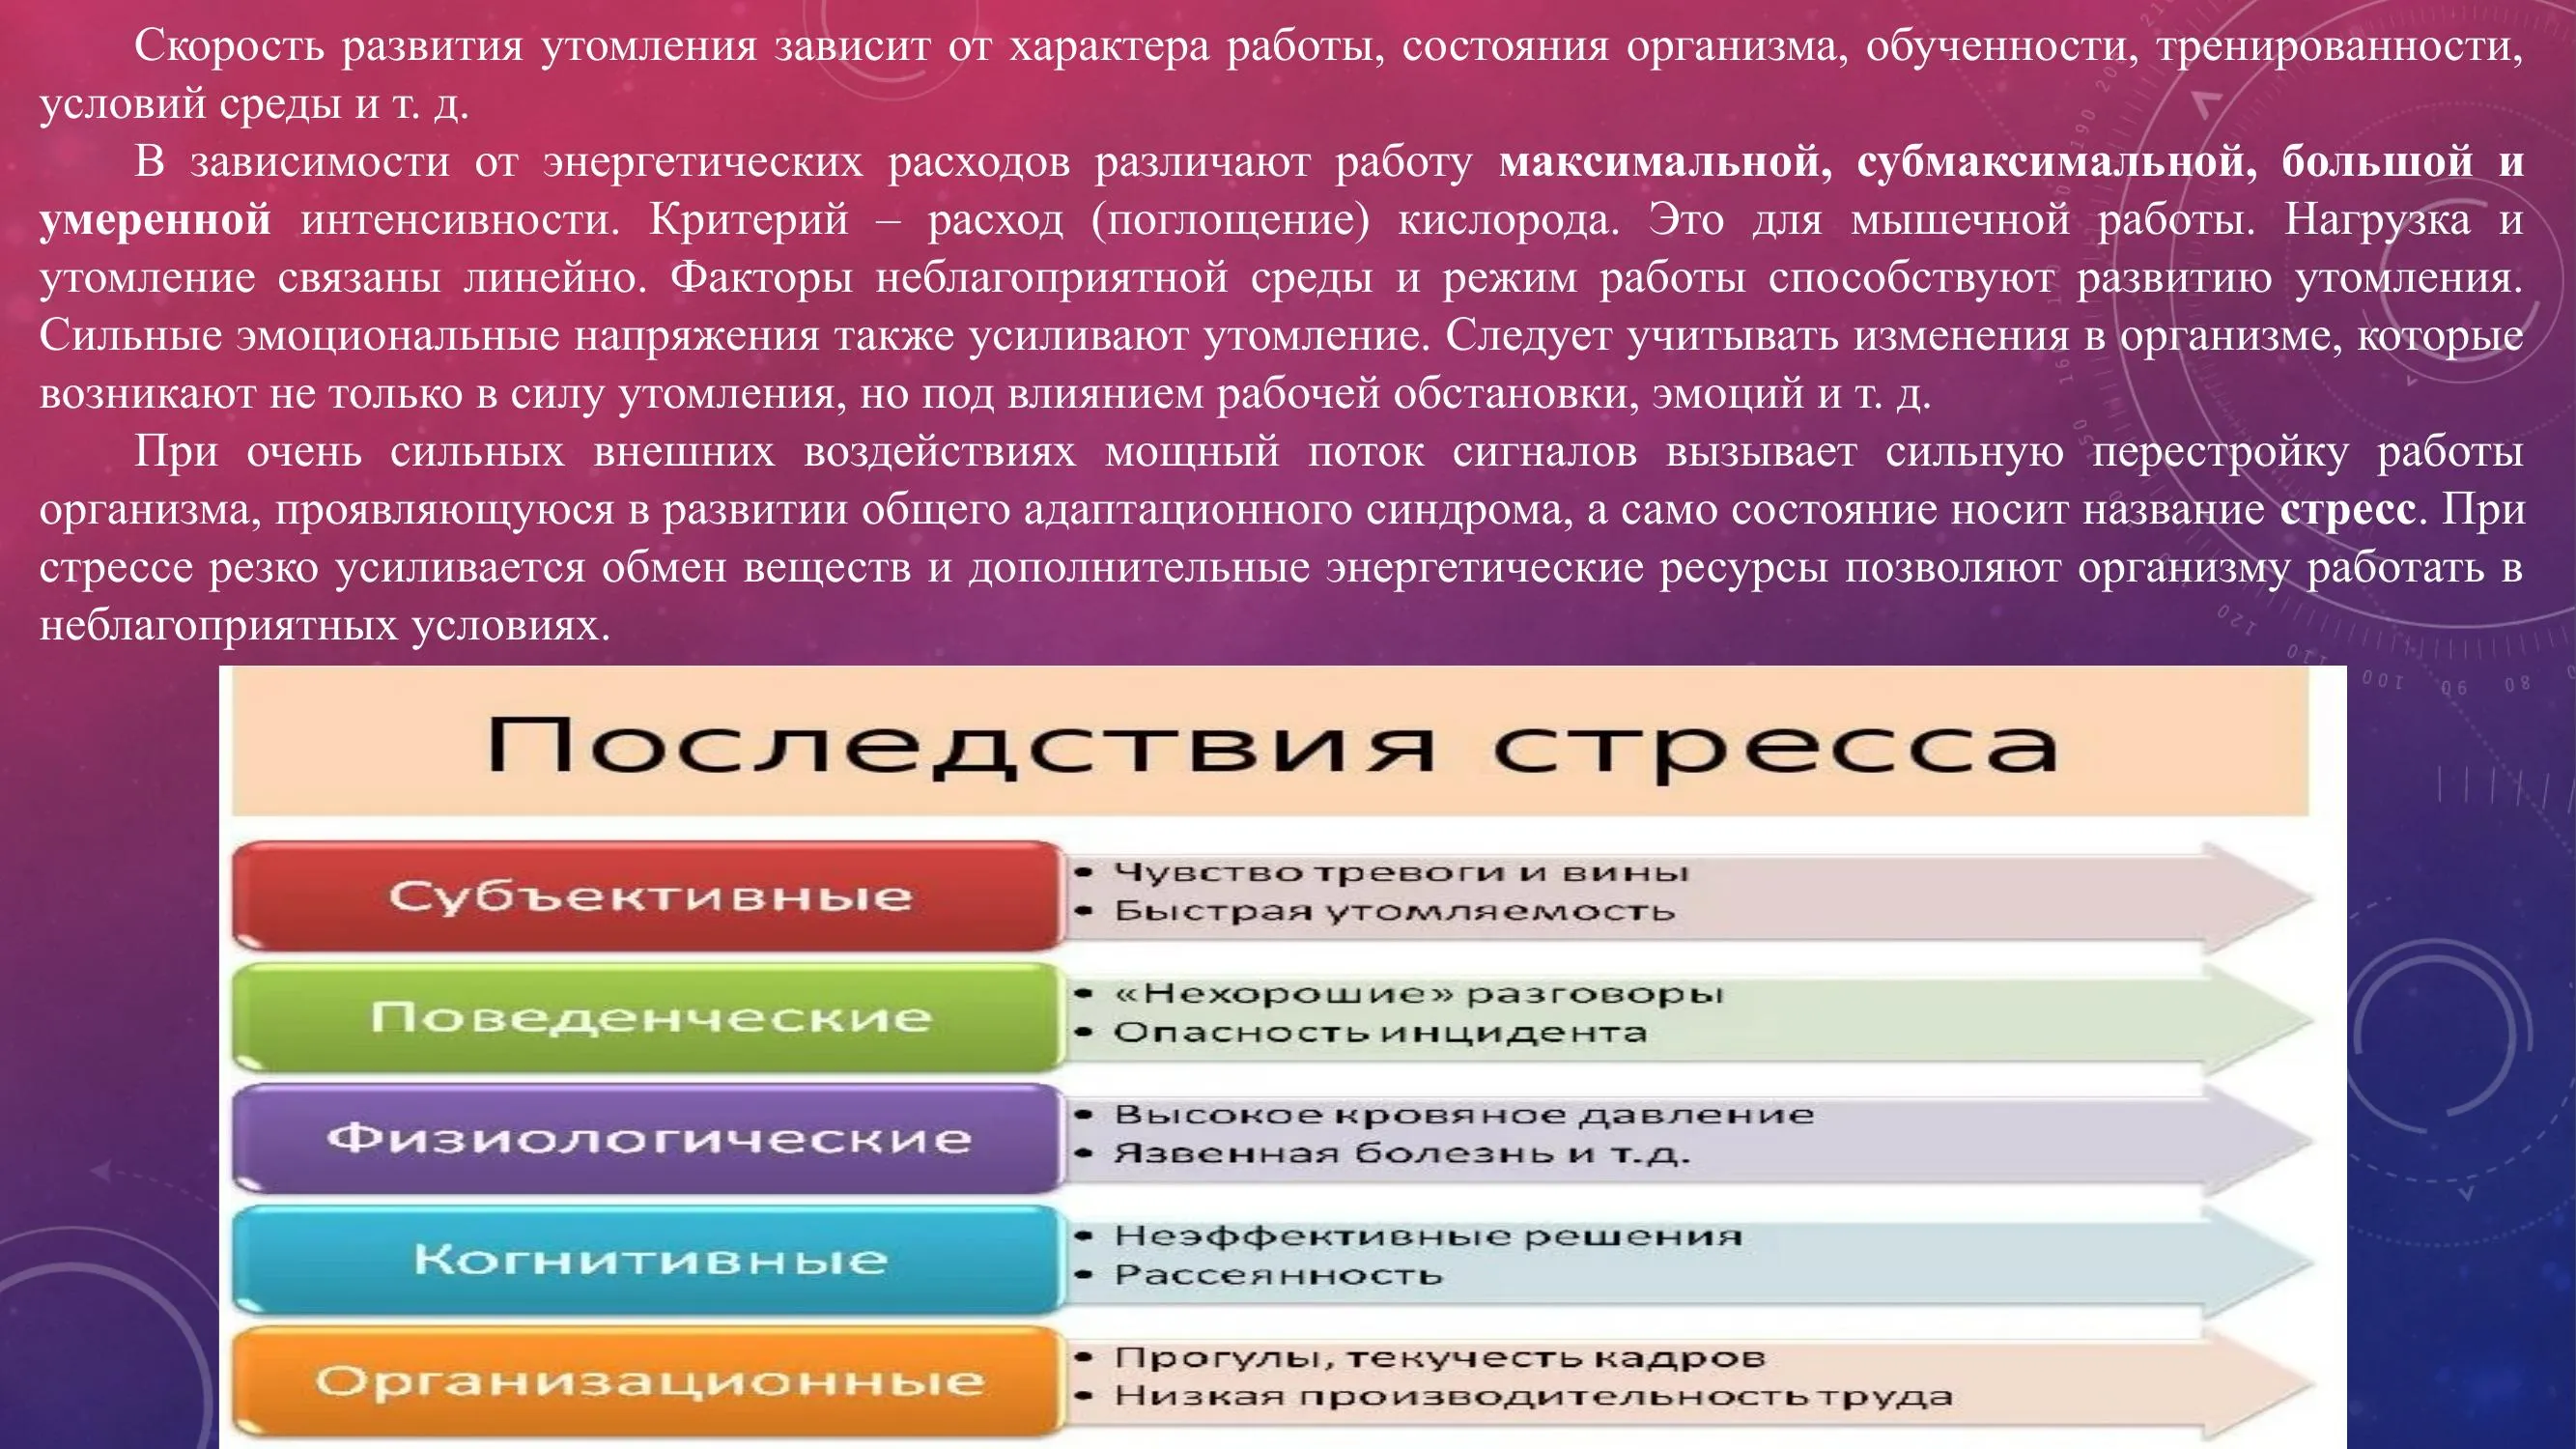 Скорость развития утомления зависит от характера работы, состояния организма, обученности, тренированности,
условий среды и т. д.
В зависимости от энергетических расходов различают работу максимальной, субмаксимальной, большой и
умеренной интенсивности. Критерий – расход (поглощение) кислорода. Это для мышечной работы. Нагрузка и
утомление связаны линейно. Факторы неблагоприятной среды и режим работы способствуют развитию утомления.
Сильные эмоциональные напряжения также усиливают утомление. Следует учитывать изменения в организме, которые
возникают не только в силу утомления, но под влиянием рабочей обстановки, эмоций и т. д.
При очень сильных внешних воздействиях мощный поток сигналов вызывает сильную перестройку работы
организма, проявляющуюся в развитии общего адаптационного синдрома, а само состояние носит название стресс. При
стрессе резко усиливается обмен веществ и дополнительные энергетические ресурсы позволяют организму работать в
неблагоприятных условиях.
Последствия стресса
Субъективные
• Чувство тревоги и вины
• Быстрая утомляемость
Поведенческие
• «Нехорошие» разговоры
• Опасность инцидента
Физиологические
• Высокое кровяное давление
• Язвенная болезнь и т.д.
Когнитивные
• Неэффективные решения
• Рассеянность
Организационные
• Прогулы, текучесть кадров
• Низкая производительность труда